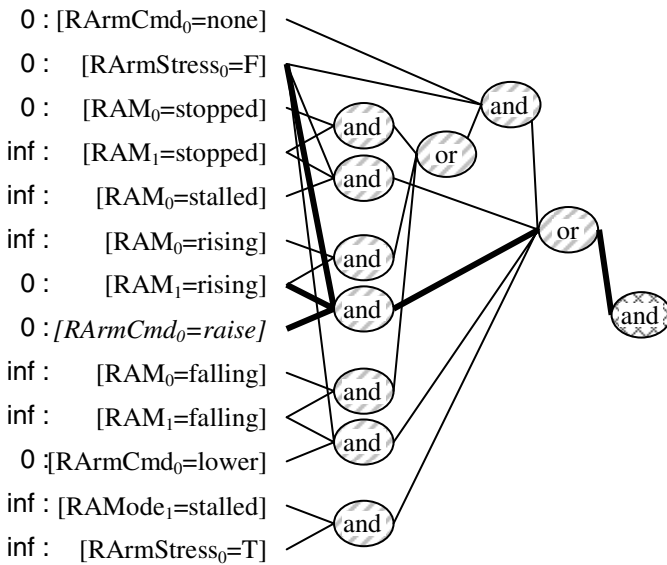 0 : [RArmCmd₀=none]
0 : [RArmStress₀=F]
0 : [RAM₀=stopped]
inf : [RAM₁=stopped]
inf : [RAM₀=stalled]
inf : [RAM₀=rising]
0 : [RAM₁=rising]
0 : [RArmCmd₀=raise]
inf : [RAM₀=falling]
inf : [RAM₁=falling]
0 : [RArmCmd₀=lower]
inf : [RAMode₁=stalled]
inf : [RArmStress₀=T]
and
and
and
and
and
and
and
or
and
or
and